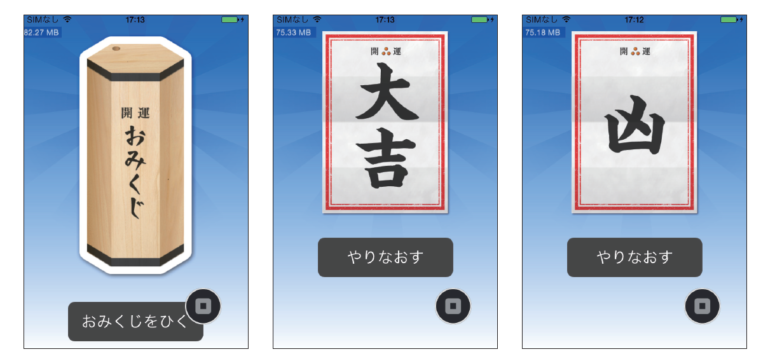 SIMなし 17:13
82.27 MB
開運
おみくじ
おみくじをひく
SIMなし 17:13
75.33 MB
開運
大吉
やりなおす
SIMなし 17:12
75.18 MB
開運
凶
やりなおす